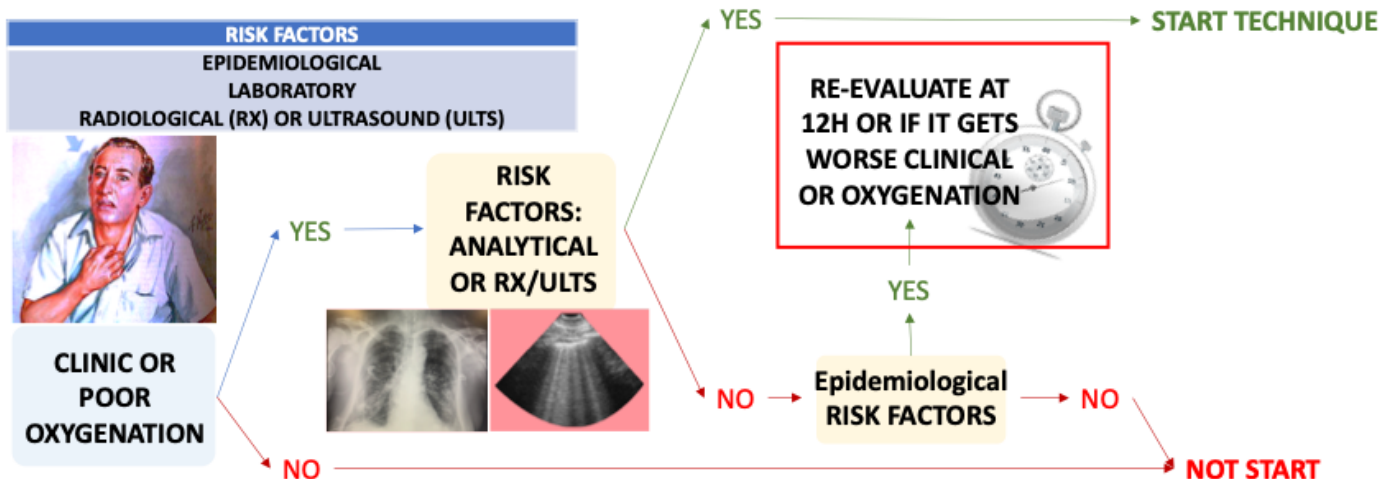 RISK FACTORS
EPIDEMIOLOGICAL
LABORATORY
RADIOLOGICAL (RX) OR ULTRASOUND (ULTS)
CLINIC OR
POOR
OXYGENATION
YES
NO
RISK
FACTORS:
ANALYTICAL
OR RX/ULTS
YES
START TECHNIQUE
RE-EVALUATE AT
12H OR IF IT GETS
WORSE CLINICAL
OR OXYGENATION
YES
NO
Epidemiological
RISK FACTORS
NO
NOT START